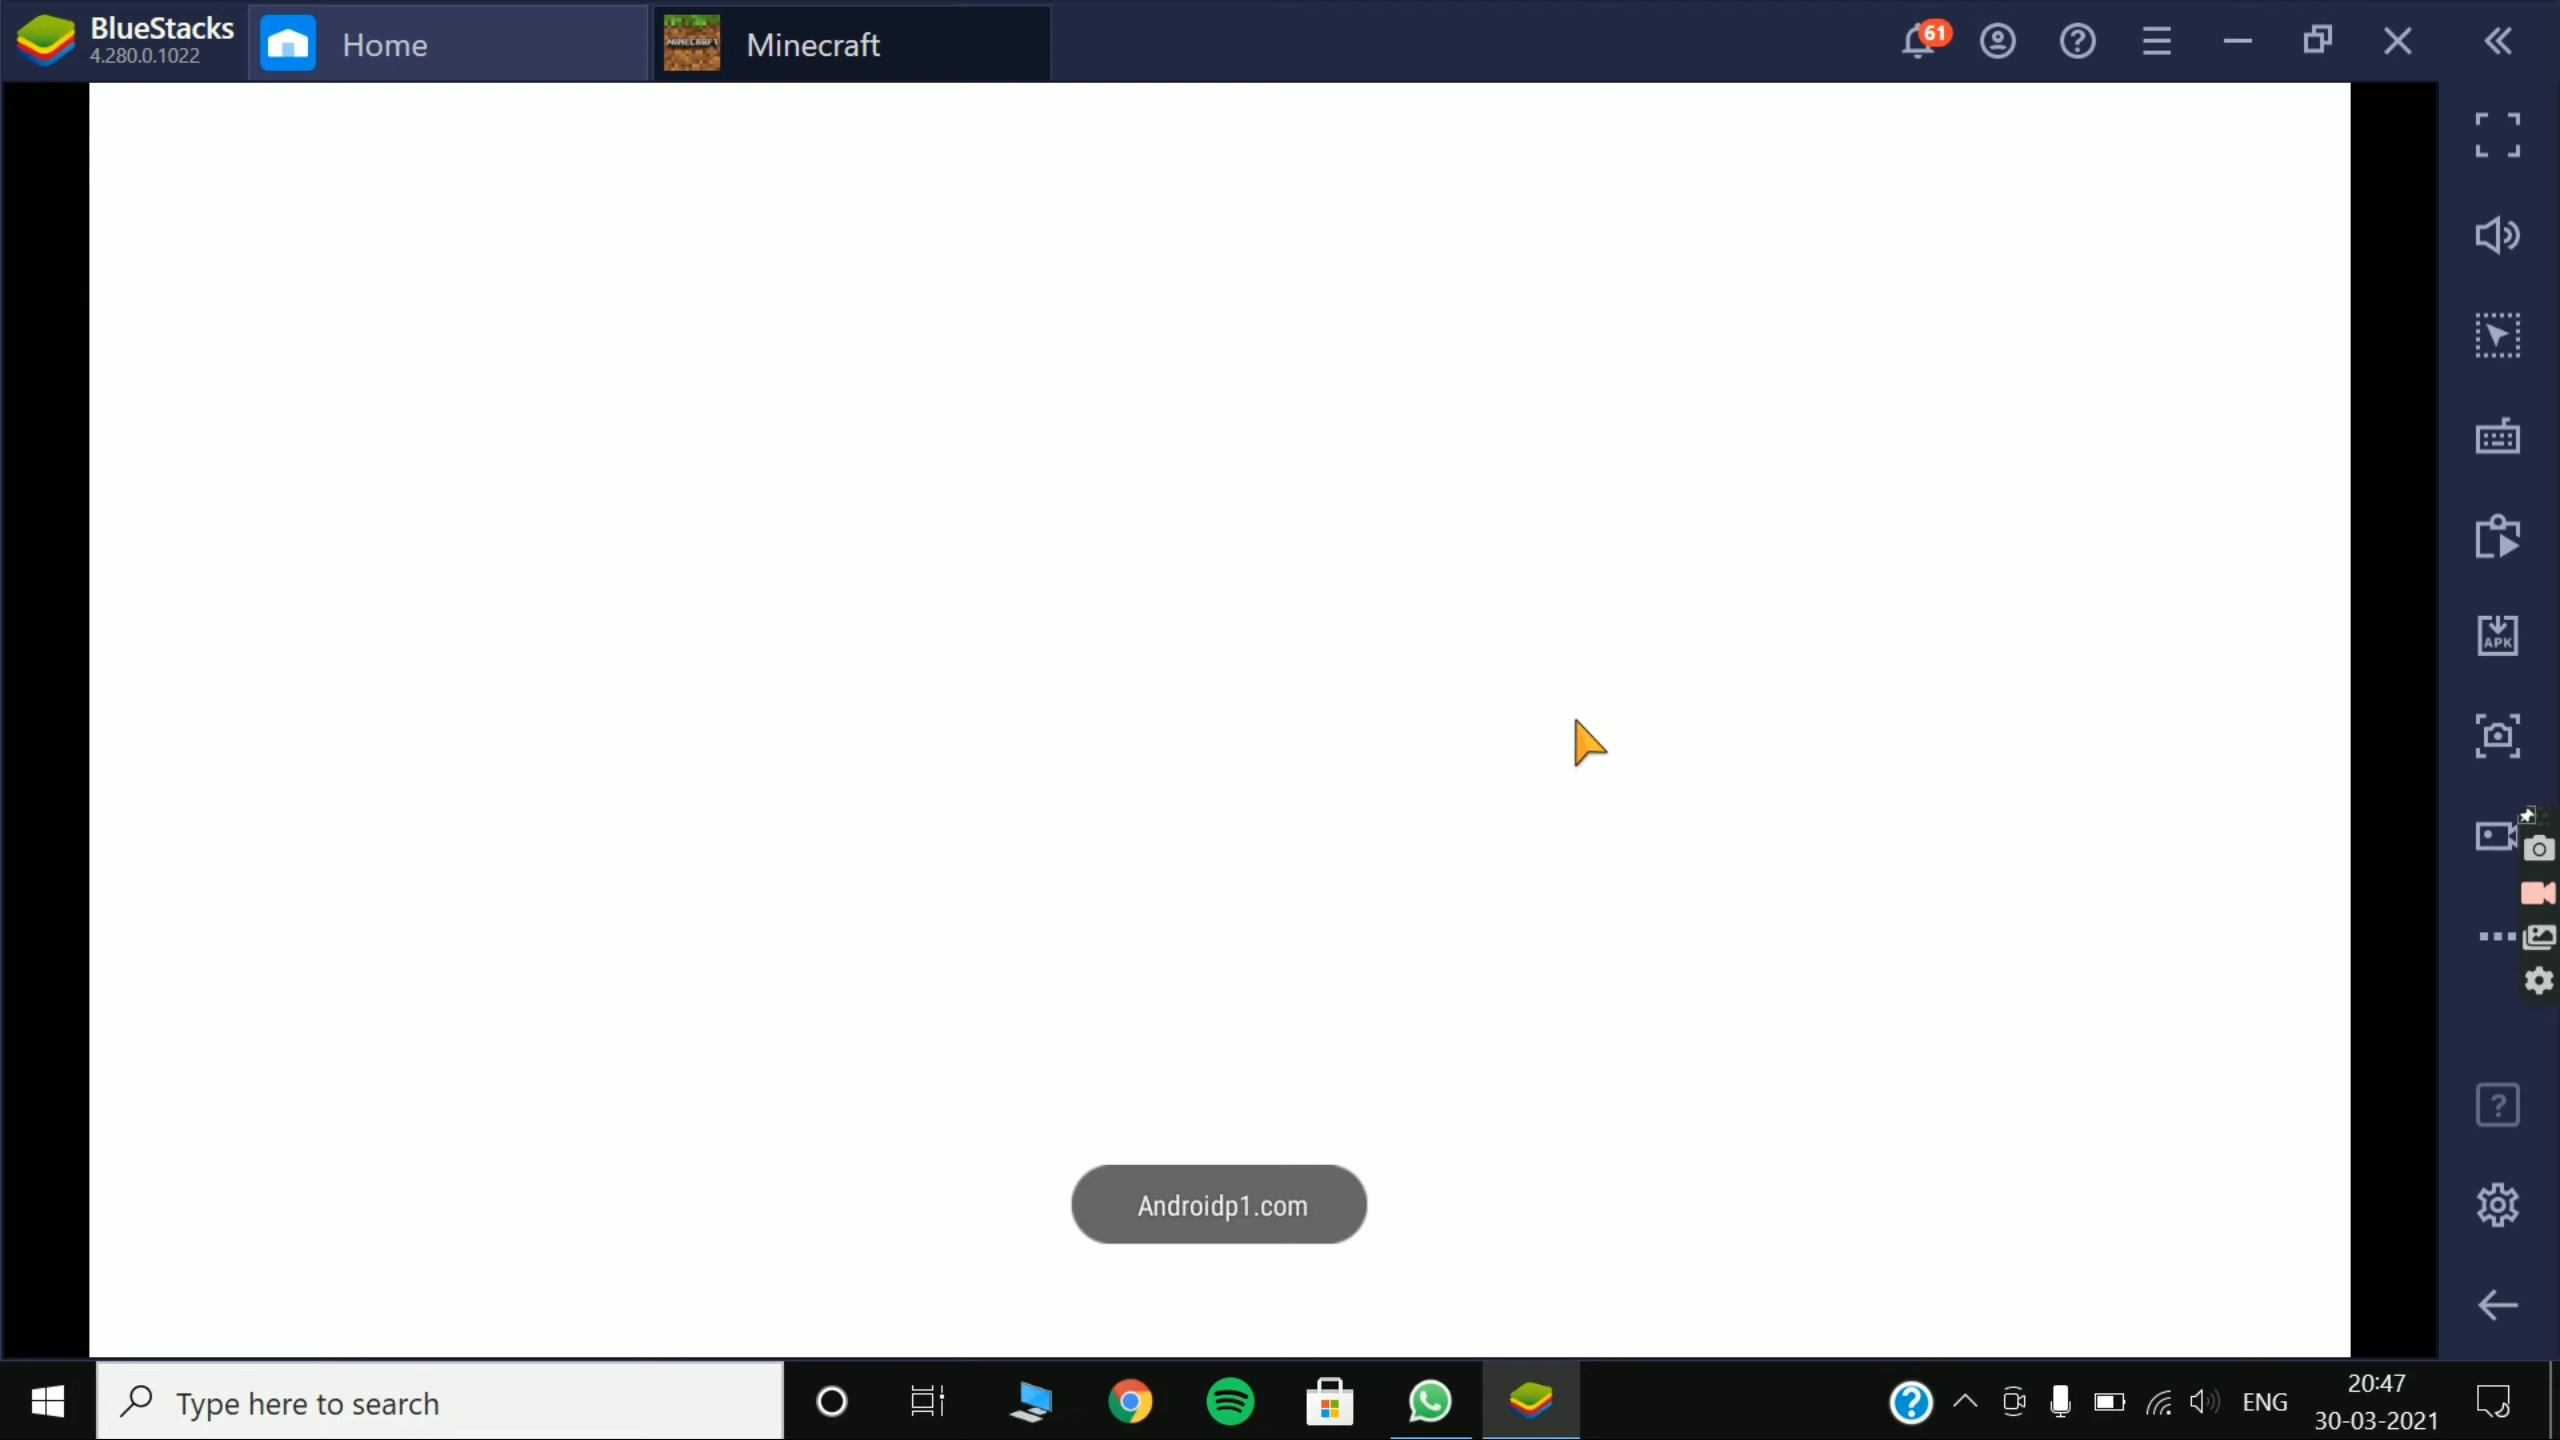 BlueStacks
4.280.0.1022
Home
MINECRAFT
Minecraft
61
APK
Androidp1.com
Type here to search
ENG
20:47
30-03-2021